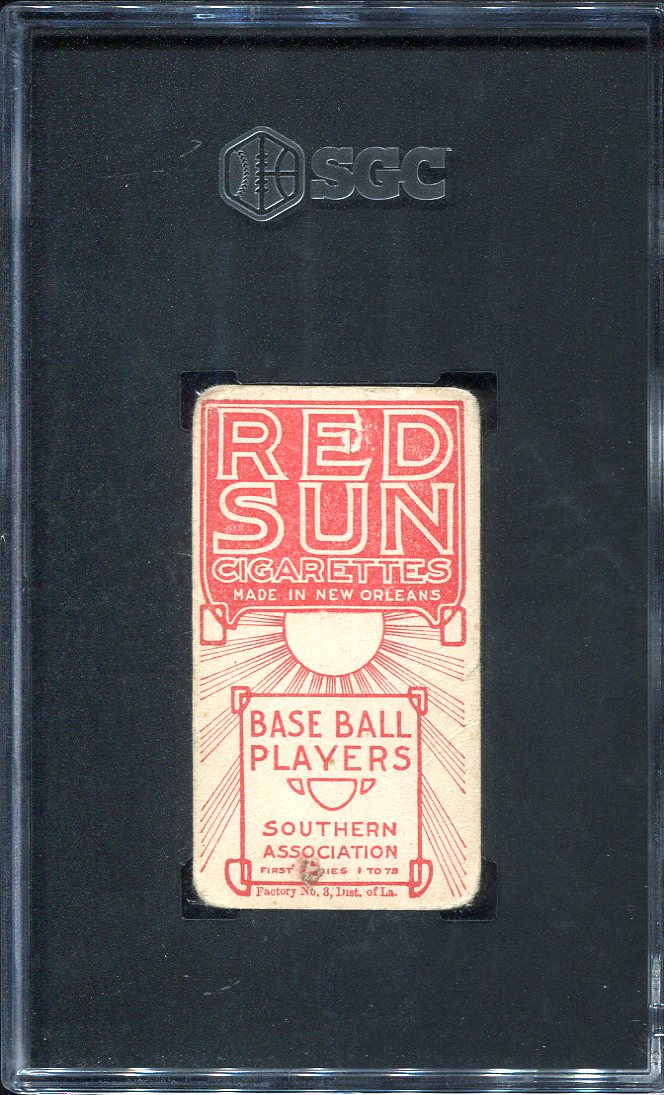 SGC
RED
SUN
CIGARETTES
MADE IN NEW ORLEANS
BASE BALL
PLAYERS
SOUTHERN
ASSOCIATION
FIRST IES 1 TO 75
Factory No. 3, Dist. of La.